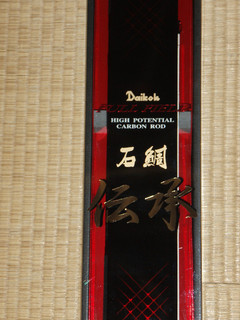 Daikoh
HIGH POTENTIAL
CARBON ROD
石鯛
伝承